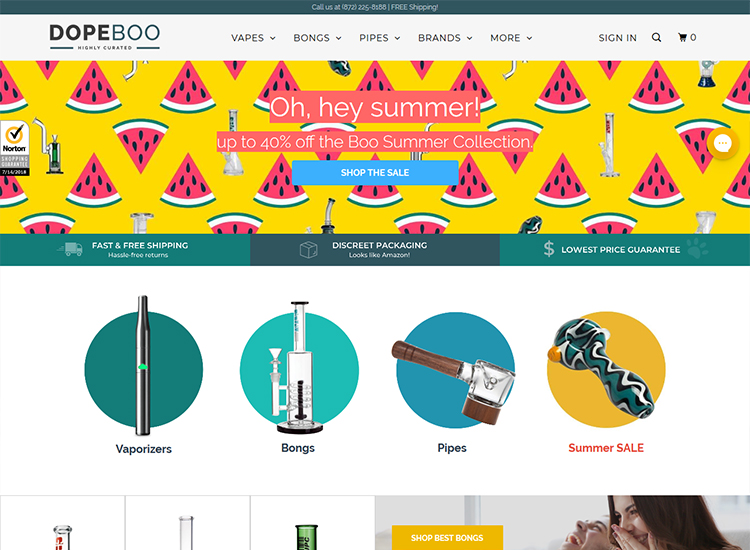 Call us at (872) 225-8188 | FREE Shipping!
DOPEBOO
HIGHLY CURATED
VAPES BONGS PIPES BRANDS MORE SIGN IN 0
Oh, hey summer!
up to 40% off the Boo Summer Collection.
SHOP THE SALE
Norton
SHOPPING
GUARANTEE
7/14/2018
FAST & FREE SHIPPING
Hassle-free returns
DISCREET PACKAGING
Looks like Amazon!
$ LOWEST PRICE GUARANTEE
Vaporizers
Bongs
Pipes
Summer SALE
SHOP BEST BONGS